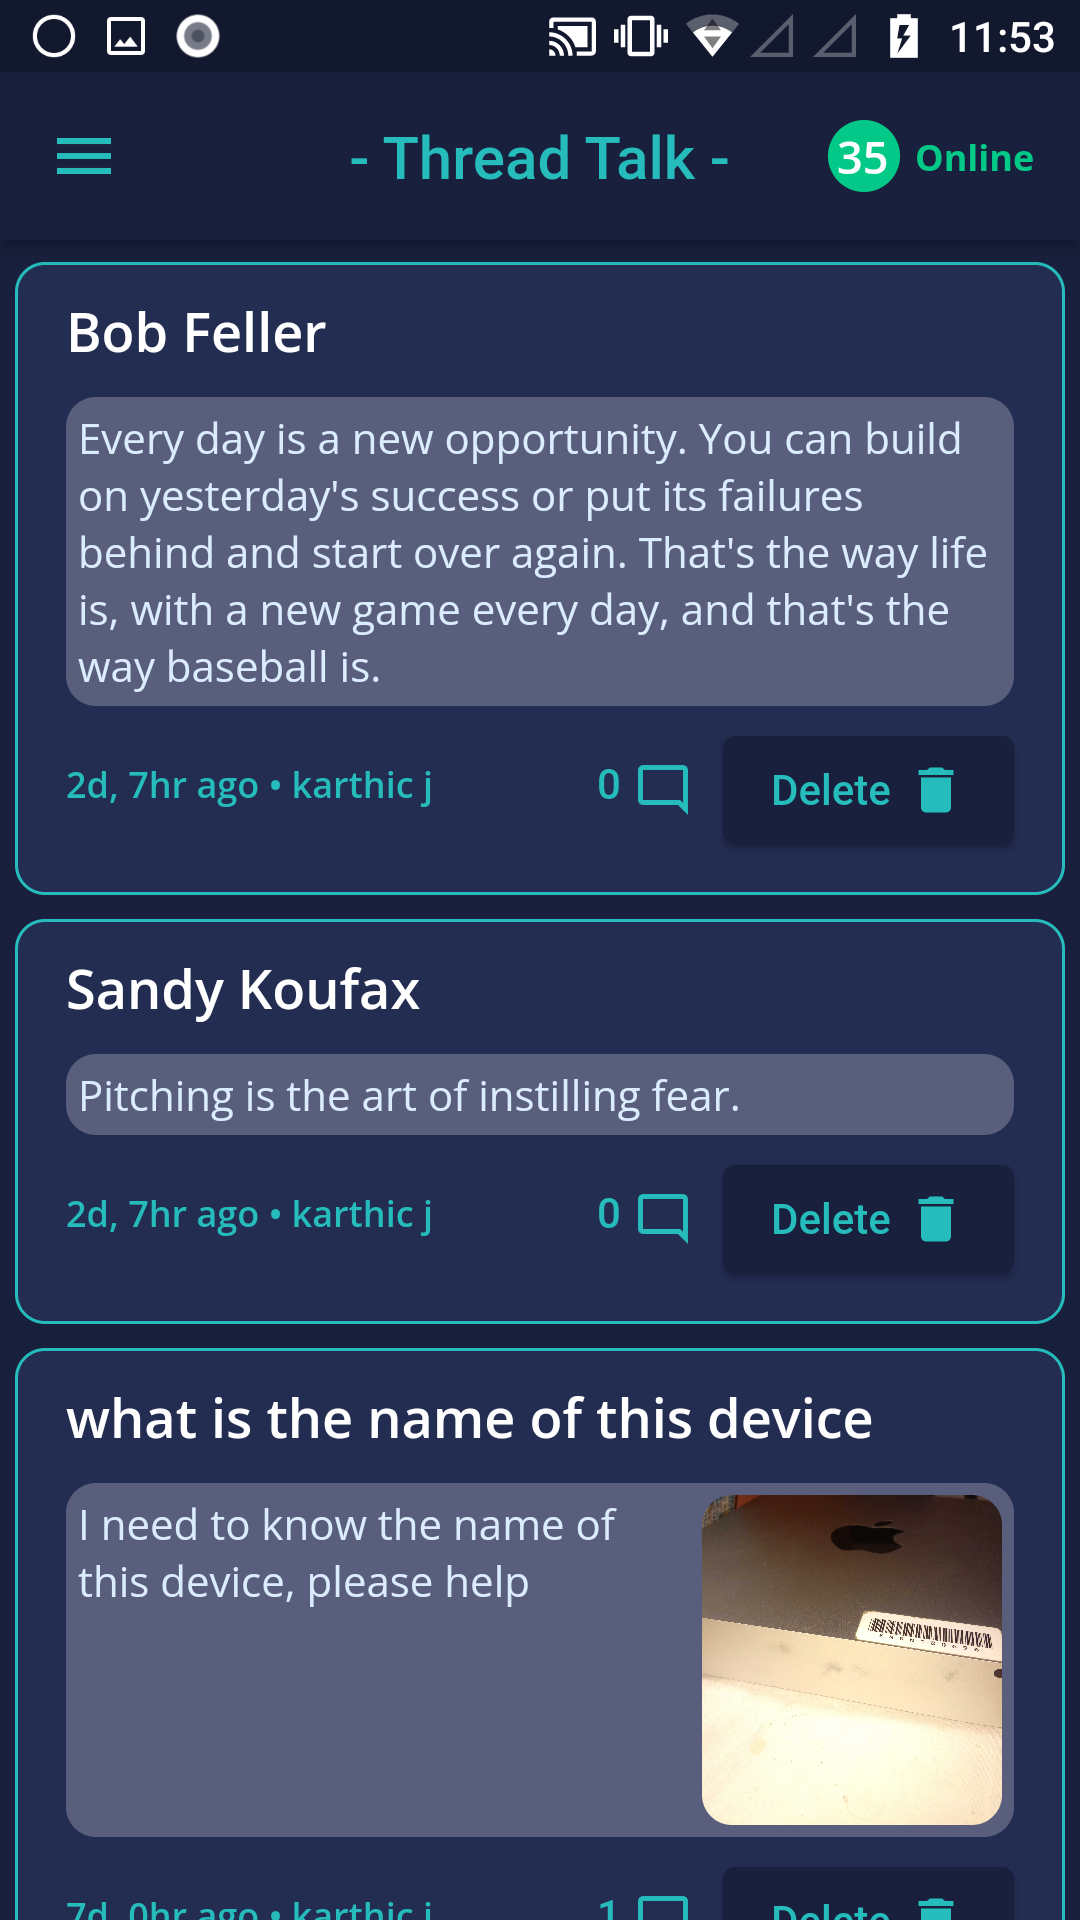 11:53
- Thread Talk -
35 Online
Bob Feller
Every day is a new opportunity. You can build
on yesterday's success or put its failures
behind and start over again. That's the way life
is, with a new game every day, and that's the
way baseball is.
2d, 7hr ago • karthic j
0
Delete
Sandy Koufax
Pitching is the art of instilling fear.
2d, 7hr ago • karthic j
0
Delete
what is the name of this device
I need to know the name of
this device, please help
7d, 0hr ago • karthic j
1
Delete